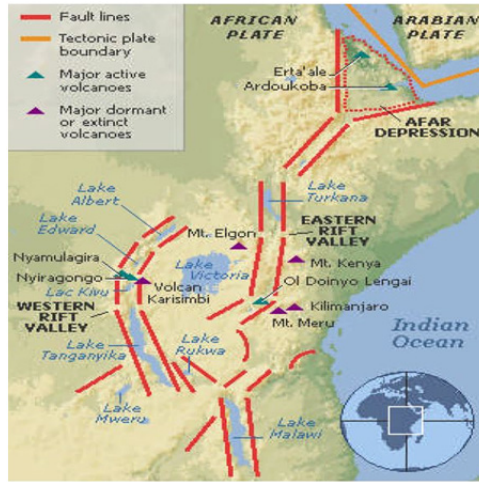 Fault lines
Tectonic plate
boundary
Major active
volcanoes
Major dormant
or extinct
volcanoes
AFRICAN
PLATE
ARABIAN
PLATE
Erta'ale
Ardoukoba
AFAR
DEPRESSION
Lake
Turkana
Lake
Albert
Lake
Edward
Mt. Elgon
EASTERN
RIFT
VALLEY
Nyamulagira
Nyiragongo
Lac Kivu
Lake
Victoria
Mt. Kenya
Ol Doinyo Lengai
Volcan
Karisimbi
WESTERN
RIFT
VALLEY
Kilimanjaro
Mt. Meru
Lake
Tanganyika
Lake
Rukwa
Indian
Ocean
Lake
Mweru
Lake
Malawi